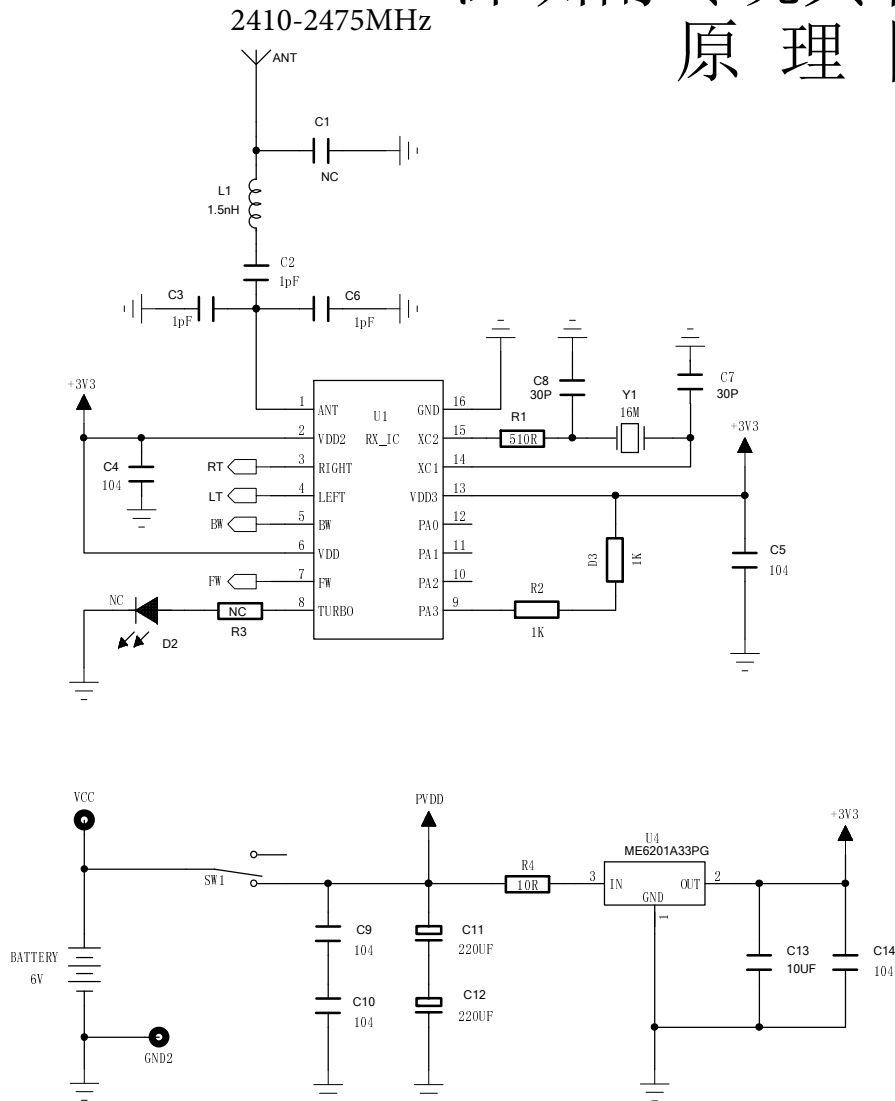 2410-2475MHz
原 理
ANT
C1
NC
L1
1.5nH
C2
1pF
C3
1pF
C6
1pF
+3V3
C8
30P
Y1
16M
C7
30P
R1
510R
+3V3
1 ANT
2 VDD2
3 RIGHT
4 LEFT
5 BW
6 VDD
7 FW
8 TURBO
U1
RX_IC
GND 16
XC2 15
XC1 14
VDD3 13
PA0 12
PA1 11
PA2 10
PA3 9
C4
104
RT
LT
BW
FW
NC
D2
NC
R3
D3
1K
R2
1K
C5
104
VCC
SW1
BATTERY
6V
GND2
PVDD
C9
104
C10
104
C11
220UF
C12
220UF
R4
10R
U4
ME6201A33PG
3 IN
OUT 2
GND
1
+3V3
C13
10UF
C14
104